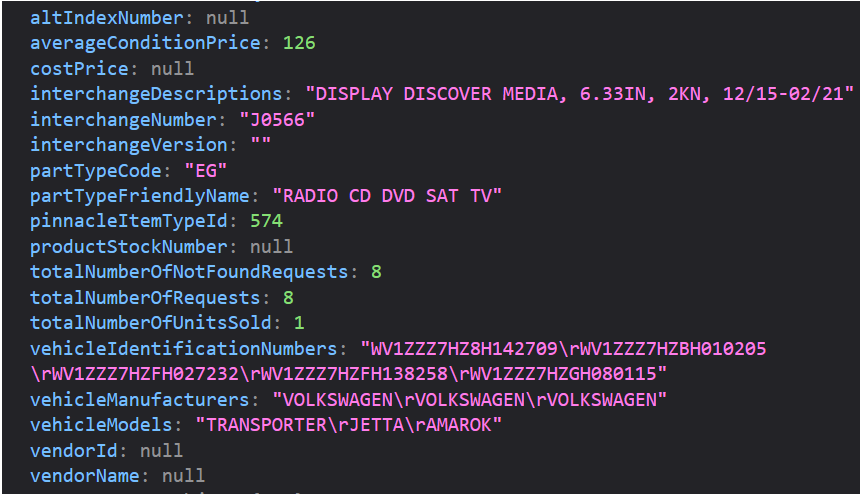 altIndexNumber: null
averageConditionPrice: 126
costPrice: null
interchangeDescriptions: "DISPLAY DISCOVER MEDIA, 6.33IN, 2KN, 12/15-02/21"
interchangeNumber: "J0566"
interchangeVersion: ""
partTypeCode: "EG"
partTypeFriendlyName: "RADIO CD DVD SAT TV"
pinnacleItemTypeId: 574
productStockNumber: null
totalNumberOfNotFoundRequests: 8
totalNumberOfRequests: 8
totalNumberOfUnitsSold: 1
vehicleIdentificationNumbers: "WV1ZZZ7HZ8H142709\rWV1ZZZ7HZBH010205
\rWV1ZZZ7HZFH027232\rWV1ZZZ7HZFH138258\rWV1ZZZ7HZGH080115"
vehicleManufacturers: "VOLKSWAGEN\rVOLKSWAGEN\rVOLKSWAGEN"
vehicleModels: "TRANSPORTER\rJETTA\rAMAROK"
vendorId: null
vendorName: null